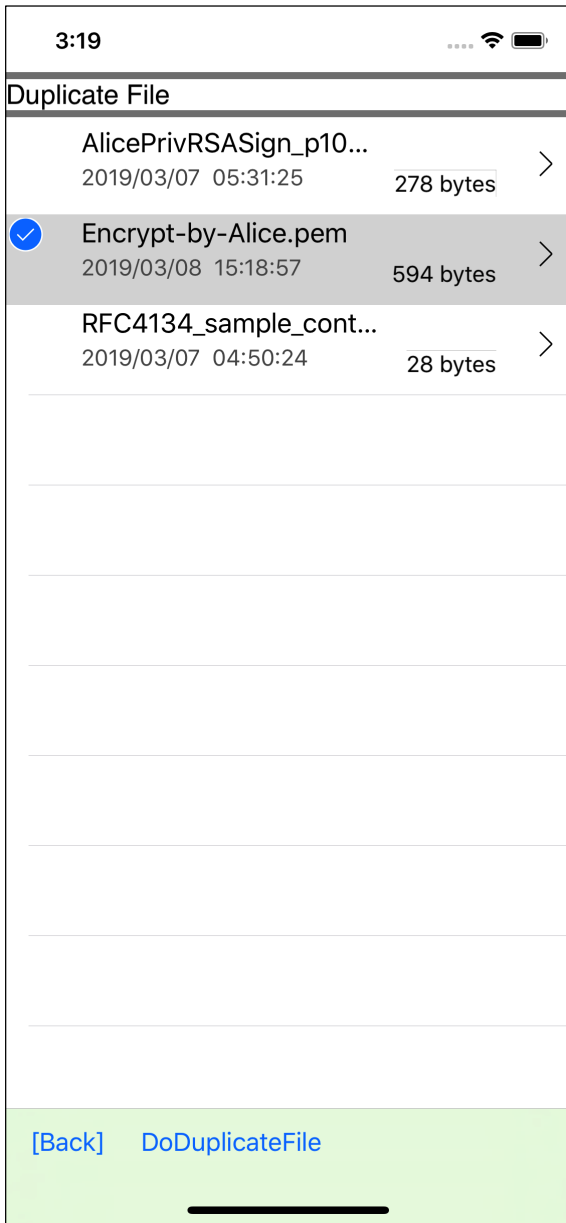 3:19
Duplicate File
AlicePrivRSASign_p10...
2019/03/07 05:31:25
278 bytes
Encrypt-by-Alice.pem
2019/03/08 15:18:57
594 bytes
RFC4134_sample_cont...
2019/03/07 04:50:24
28 bytes
[Back] DoDuplicateFile